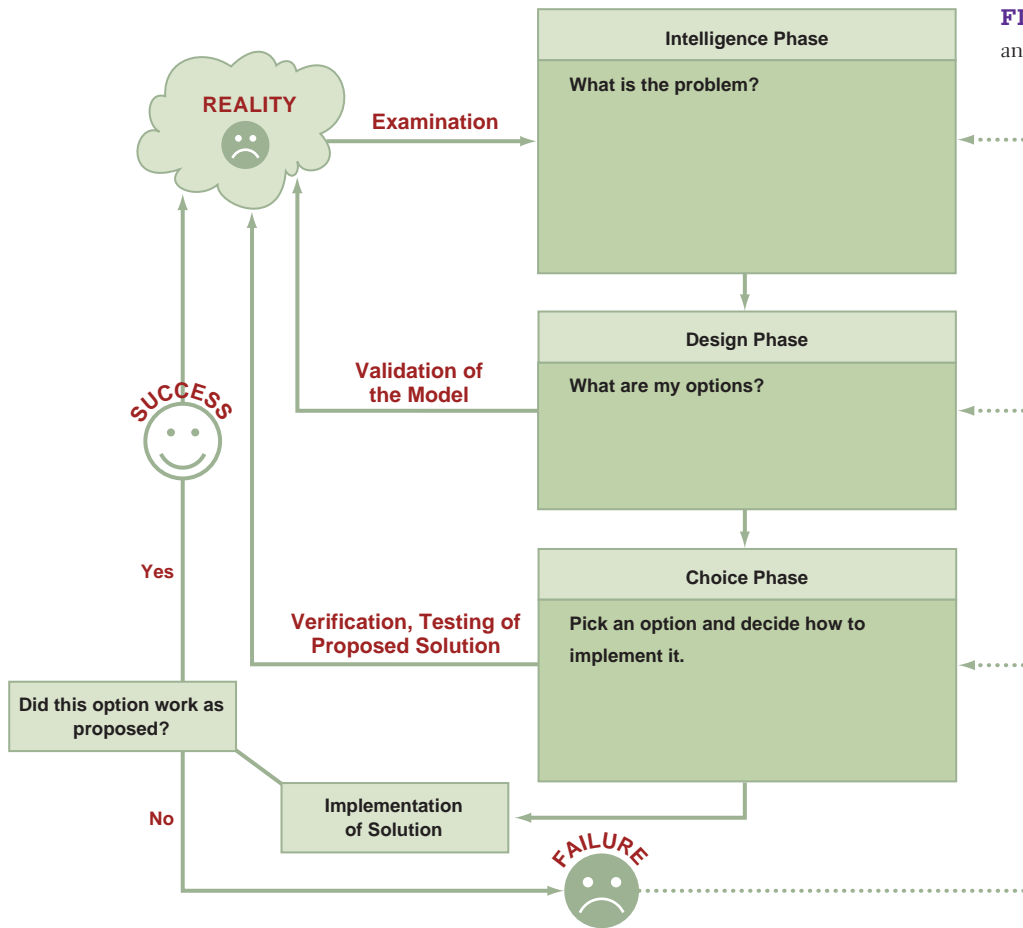 FI
an
Intelligence Phase
What is the problem?
REALITY
Examination
Design Phase
What are my options?
Validation of
the Model
SUCCESS
Choice Phase
Pick an option and decide how to
implement it.
Yes
Verification, Testing of
Proposed Solution
Did this option work as
proposed?
Implementation
of Solution
No
FAILURE